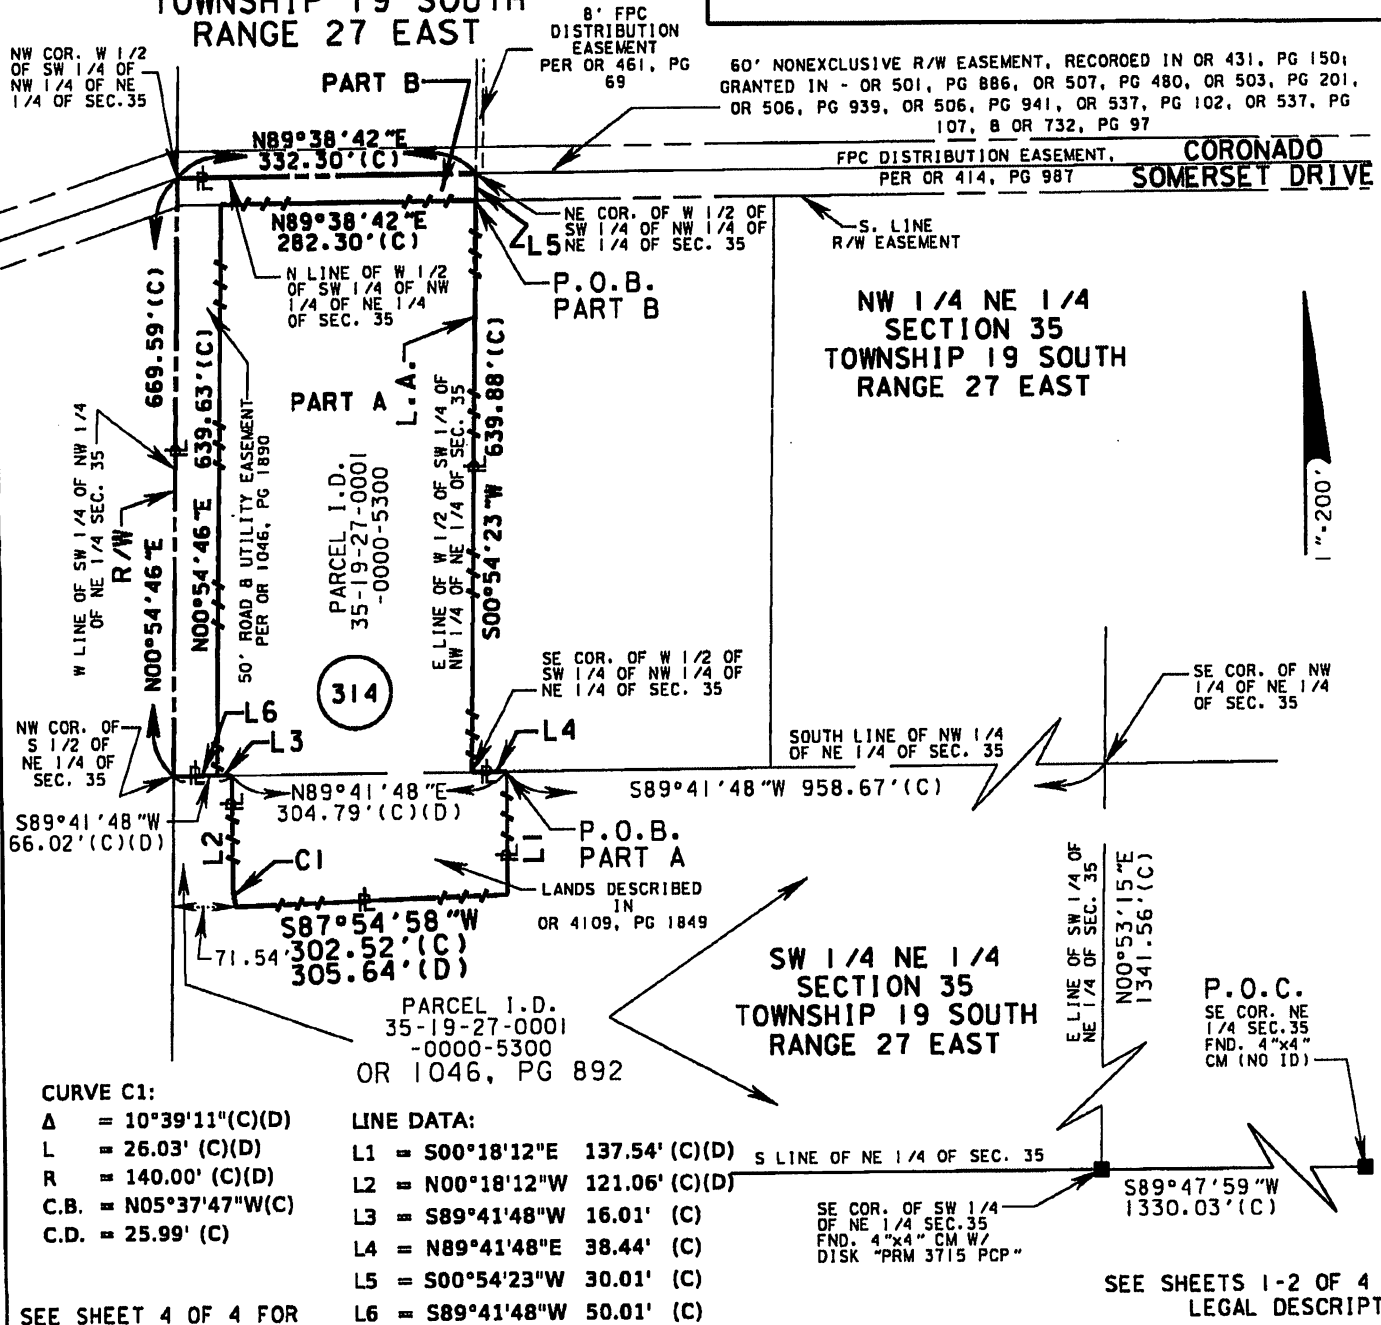 TOWNSHIP 19 SOUTH
RANGE 27 EAST
NW COR. W 1/2
OF SW 1/4 OF
NW 1/4 OF NE
1/4 OF SEC.35
PART B
8' FPC
DISTRIBUTION
EASEMENT
PER OR 461, PG
69
60' NONEXCLUSIVE R/W EASEMENT, RECORDED IN OR 431, PG 150;
GRANTED IN - OR 501, PG 886, OR 507, PG 480, OR 503, PG 201,
OR 506, PG 939, OR 506, PG 941, OR 537, PG 102, OR 537, PG
107, & OR 732, PG 97
N89°38'42"E
332.30'(C)
FPC DISTRIBUTION EASEMENT,
PER OR 414, PG 987
CORONADO
SOMERSET DRIVE
N89°38'42"E
282.30'(C)
L5
NE COR. OF W 1/2 OF
SW 1/4 OF NW 1/4 OF
NE 1/4 OF SEC. 35
S. LINE
R/W EASEMENT
N LINE OF W 1/2
OF SW 1/4 OF NW
1/4 OF NE 1/4
OF SEC. 35
P.O.B.
PART B
NW 1/4 NE 1/4
SECTION 35
TOWNSHIP 19 SOUTH
RANGE 27 EAST
1"=200'
W LINE OF SW 1/4 OF NW 1/4
OF NE 1/4 SEC. 35
R/W
N00°54'46"E 669.59'(C)
N00°54'46"E 639.63'(C)
50' ROAD & UTILITY EASEMENT
PER OR 1046, PG 1890
PART A
L.A.
PARCEL I.D.
35-19-27-0001
-0000-5300
E LINE OF W 1/2 OF SW 1/4 OF
NW 1/4 OF NE 1/4 OF SEC. 35
S00°54'23"W 639.88'(C)
314
SE COR. OF W 1/2 OF
SW 1/4 OF NW 1/4 OF
NE 1/4 OF SEC. 35
SE COR. OF NW
1/4 OF NE 1/4
OF SEC. 35
NW COR. OF
S 1/2 OF
NE 1/4 OF
SEC. 35
L6
L3
L4
SOUTH LINE OF NW 1/4
OF NE 1/4 OF SEC. 35
N89°41'48"E
304.79'(C)(D)
S89°41'48"W 958.67'(C)
S89°41'48"W
66.02'(C)(D)
L2
C1
L1
P.O.B.
PART A
LANDS DESCRIBED
IN
OR 4109, PG 1849
S87°54'58"W
302.52'(C)
305.64'(D)
71.54'
E LINE OF SW 1/4 OF
NE 1/4 OF SEC. 35
N00°53'15"E
1341.56'(C)
SW 1/4 NE 1/4
SECTION 35
TOWNSHIP 19 SOUTH
RANGE 27 EAST
P.O.C.
SE COR. NE
1/4 SEC.35
FND. 4"x4"
CM (NO ID)
PARCEL I.D.
35-19-27-0001
-0000-5300
OR 1046, PG 892
CURVE C1:
Δ = 10°39'11"(C)(D)
L = 26.03' (C)(D)
R = 140.00' (C)(D)
C.B. = N05°37'47"W(C)
C.D. = 25.99' (C)
LINE DATA:
L1 = S00°18'12"E 137.54' (C)(D)
L2 = N00°18'12"W 121.06' (C)(D)
L3 = S89°41'48"W 16.01' (C)
L4 = N89°41'48"E 38.44' (C)
L5 = S00°54'23"W 30.01' (C)
L6 = S89°41'48"W 50.01' (C)
S LINE OF NE 1/4 OF SEC. 35
S89°47'59"W
1330.03'(C)
SE COR. OF SW 1/4
OF NE 1/4 SEC.35
FND. 4"x4" CM W/
DISK "PRM 3715 PCP"
SEE SHEET 4 OF 4 FOR
SEE SHEETS 1-2 OF 4
LEGAL DESCRIPT